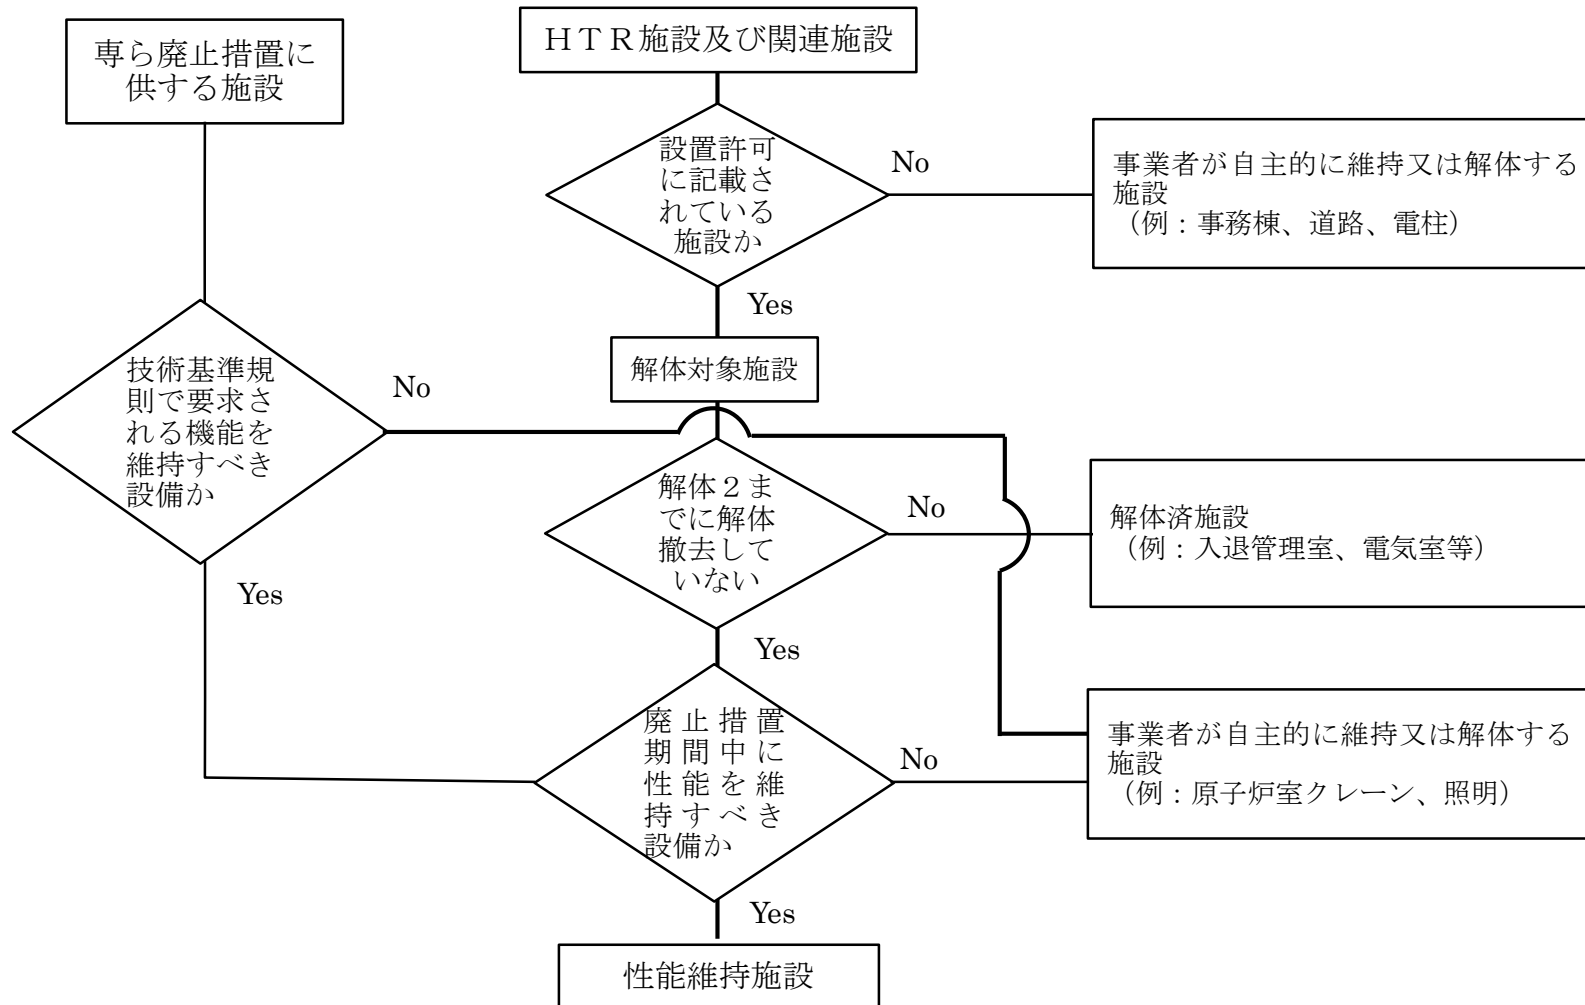 専ら廃止措置に
供する施設
ＨＴＲ施設及び関連施設
設置許可
に記載さ
れている
施設か
No
事業者が自主的に維持又は解体する
施設
（例：事務棟、道路、電柱）
Yes
解体対象施設
技術基準規
則で要求さ
れる機能を
維持すべき
設備か
No
Yes
解体２ま
でに解体
撤去して
いない
No
解体済施設
（例：入退管理室、電気室等）
Yes
廃止措置
期間中に
性能を維
持すべき
設備か
No
事業者が自主的に維持又は解体する
施設
（例：原子炉室クレーン、照明）
Yes
性能維持施設